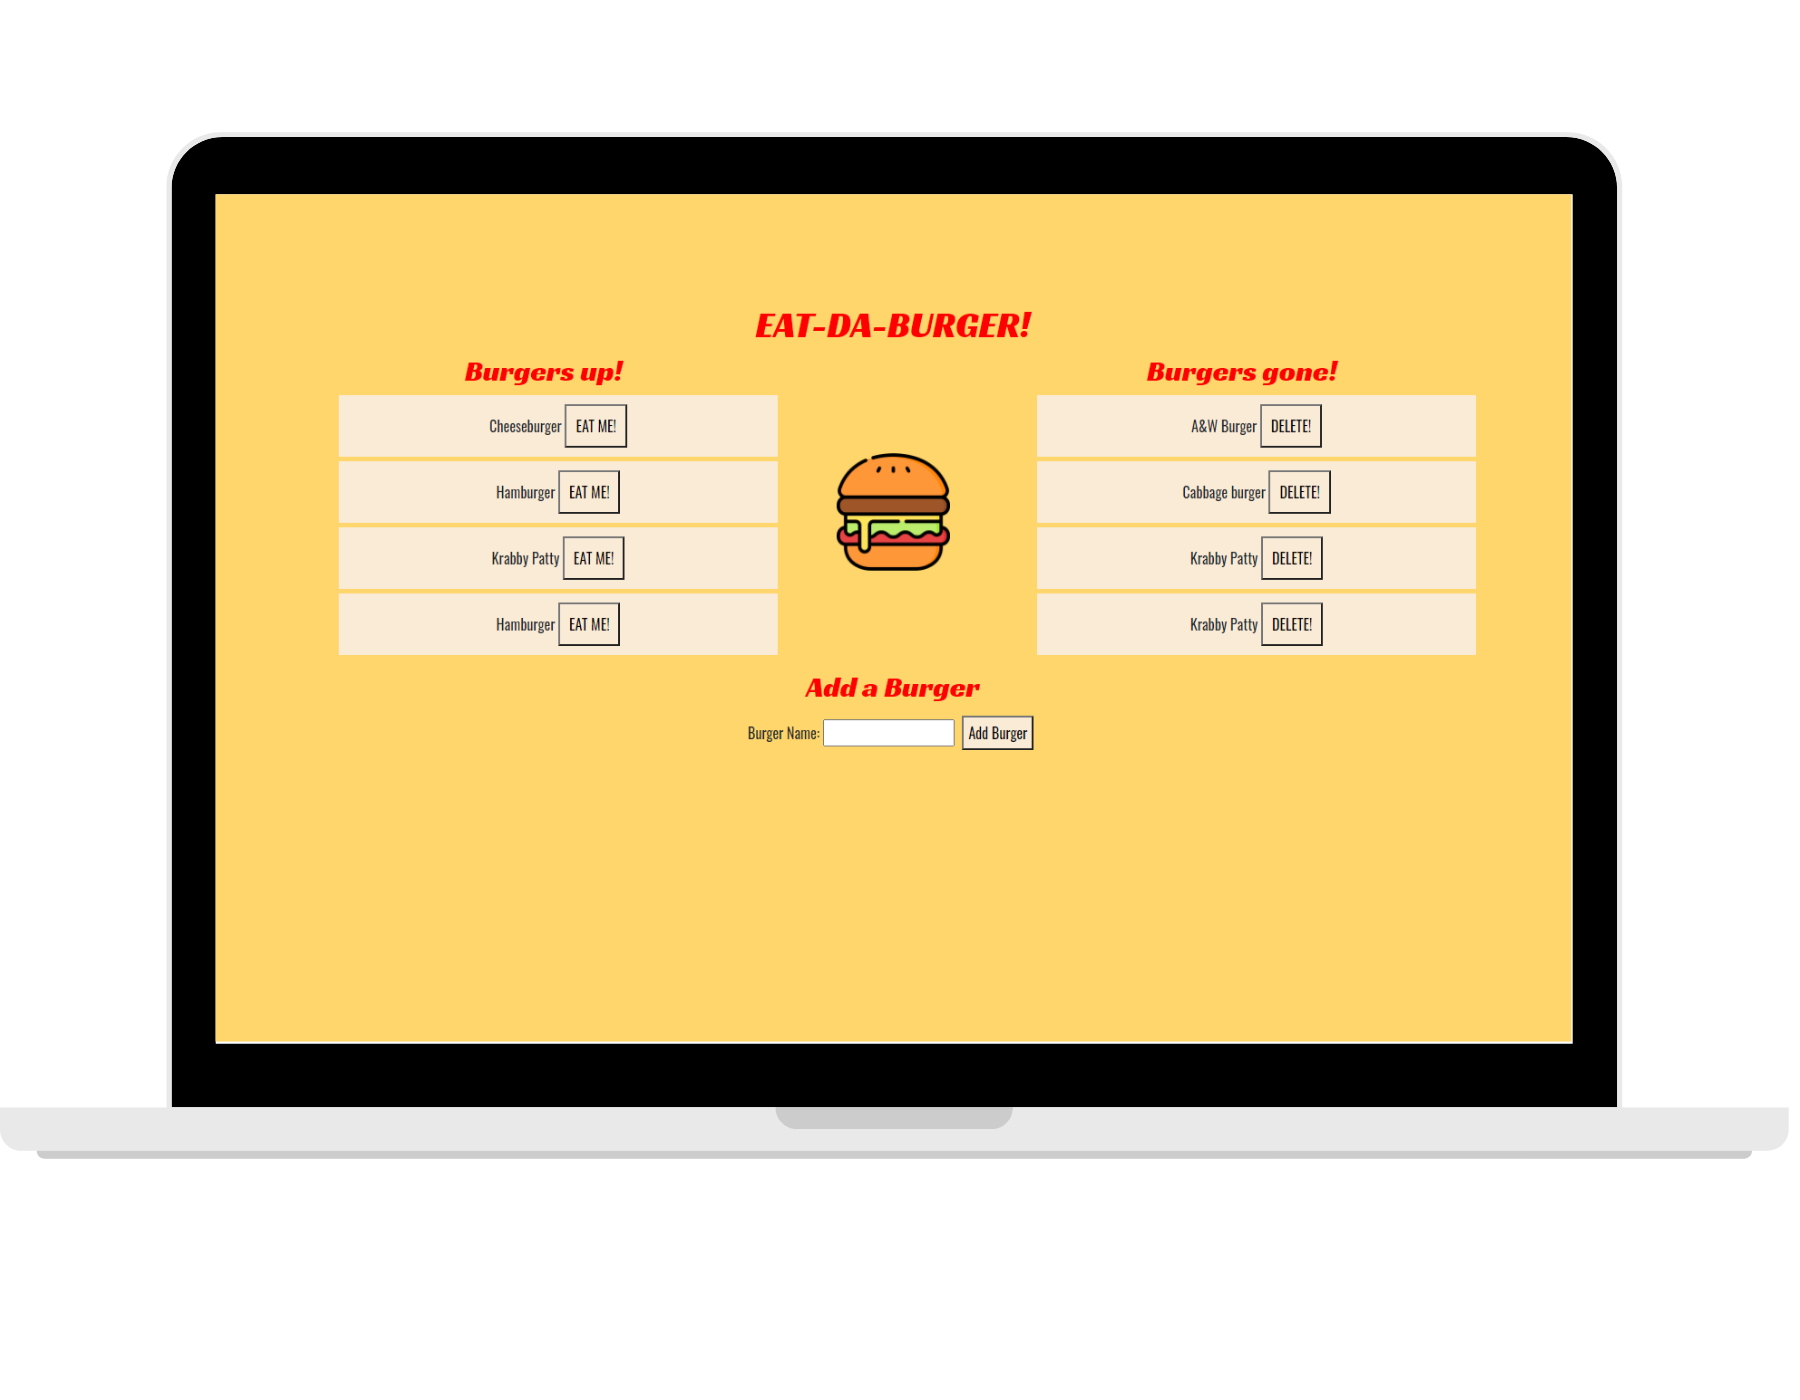 EAT-DA-BURGER!
Burgers up!
Cheeseburger EAT ME!
Hamburger EAT ME!
Krabby Patty EAT ME!
Hamburger EAT ME!
Burgers gone!
A&W Burger DELETE!
Cabbage burger DELETE!
Krabby Patty DELETE!
Krabby Patty DELETE!
Add a Burger
Burger Name: Add Burger